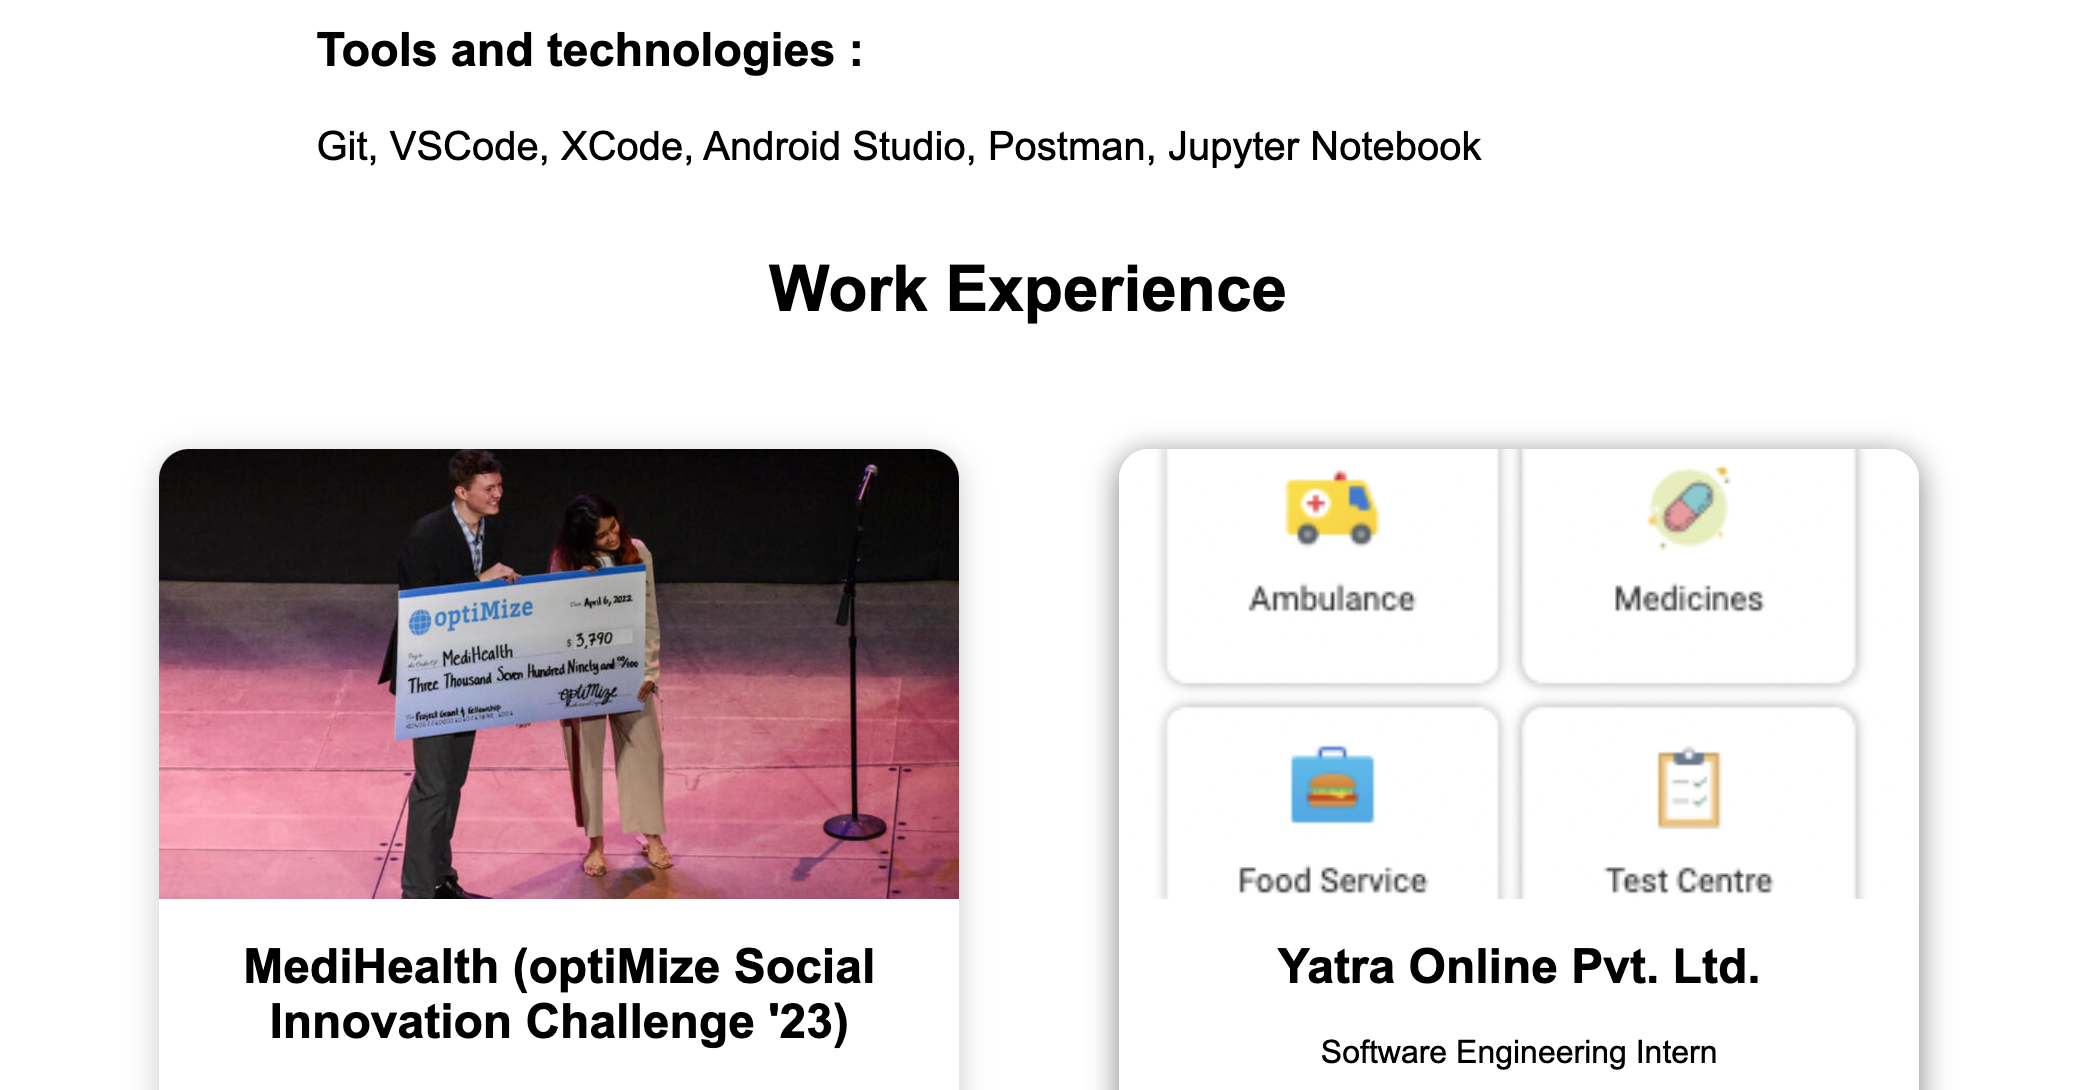 Tools and technologies :
Git, VSCode, XCode, Android Studio, Postman, Jupyter Notebook
Work Experience
optiMize
Date April 6, 2022
$ 3,790
MediHealth
Three Thousand Seven Hundred Ninety and 00/100
optiMize
For Project Grant & Fellowship
MediHealth (optiMize Social
Innovation Challenge '23)
Ambulance
Medicines
Food Service
Test Centre
Yatra Online Pvt. Ltd.
Software Engineering Intern